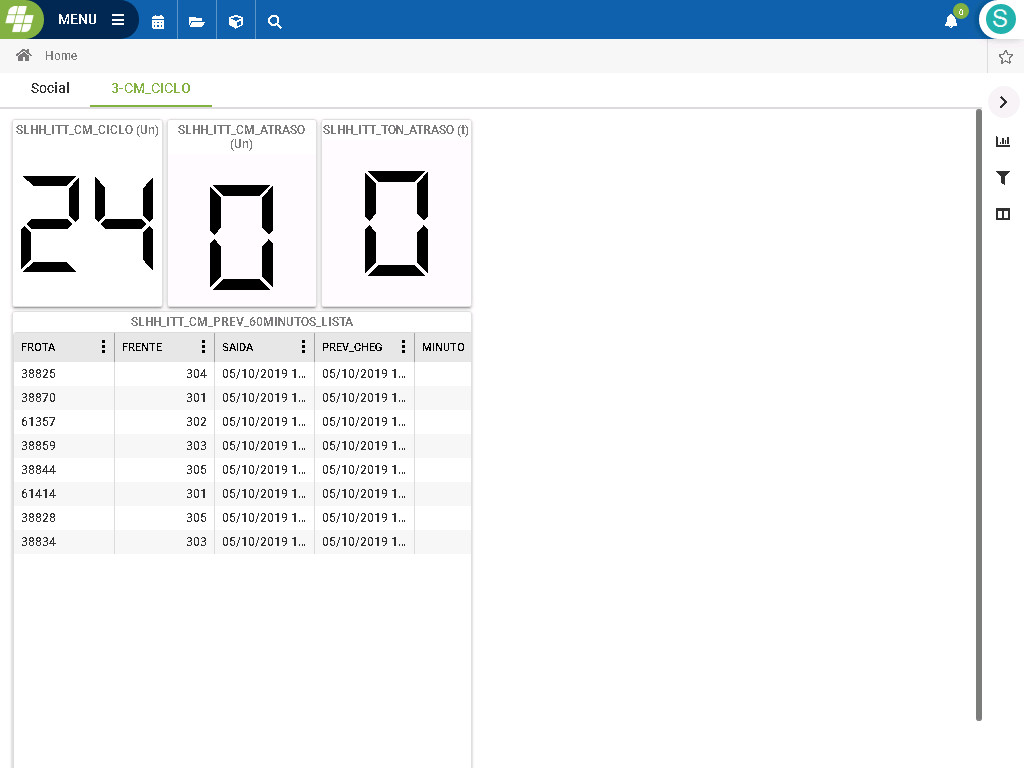 MENU
0
S
Home
Social
3-CM_CICLO
SLHH_ITT_CM_CICLO (Un)
24
SLHH_ITT_CM_ATRASO
(Un)
0
SLHH_ITT_TON_ATRASO (t)
0
SLHH_ITT_CM_PREV_60MINUTOS_LISTA
FROTA FRENTE SAIDA PREV_CHEG MINUTO
38825 304 05/10/2019 1... 05/10/2019 1...
38870 301 05/10/2019 1... 05/10/2019 1...
61357 302 05/10/2019 1... 05/10/2019 1...
38859 303 05/10/2019 1... 05/10/2019 1...
38844 305 05/10/2019 1... 05/10/2019 1...
61414 301 05/10/2019 1... 05/10/2019 1...
38828 305 05/10/2019 1... 05/10/2019 1...
38834 303 05/10/2019 1... 05/10/2019 1...